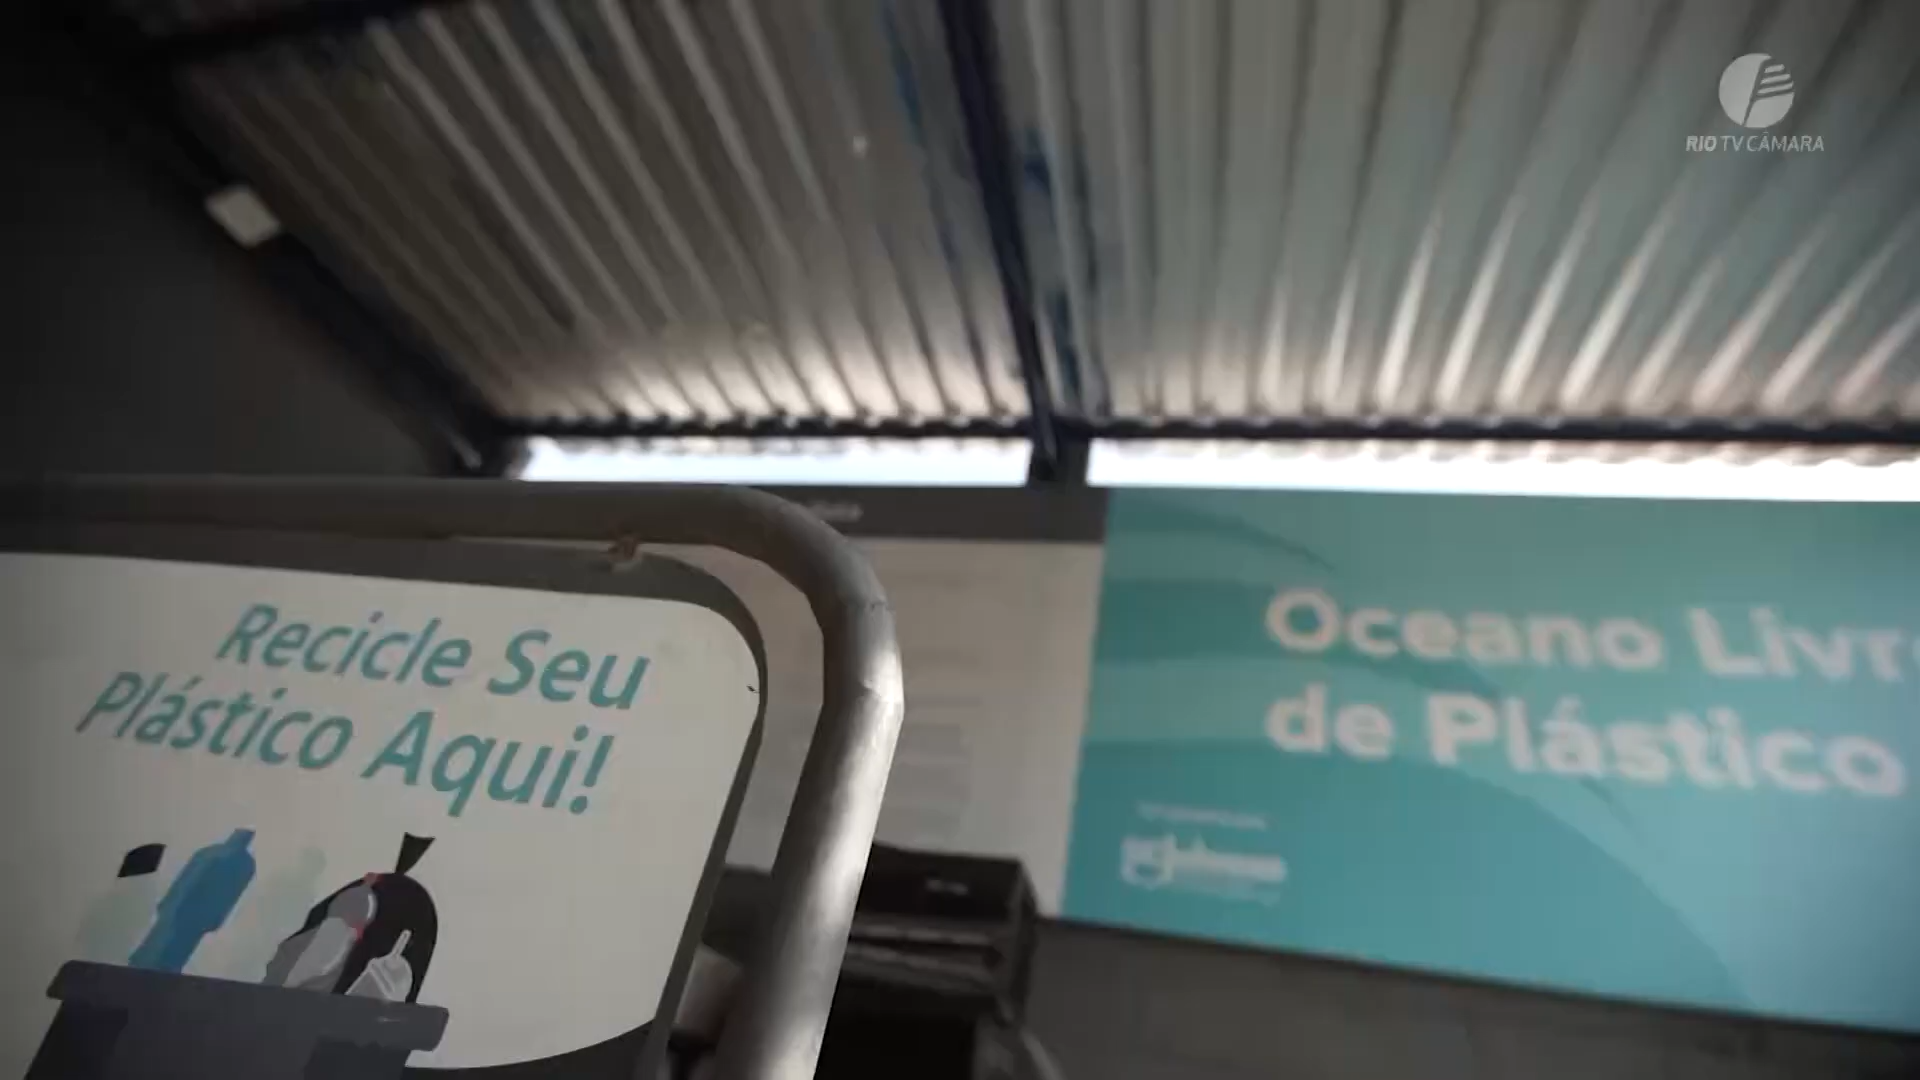 RIO TV CÂMARA
Recicle Seu
Plástico Aqui!
Oceano Livre
de Plástico